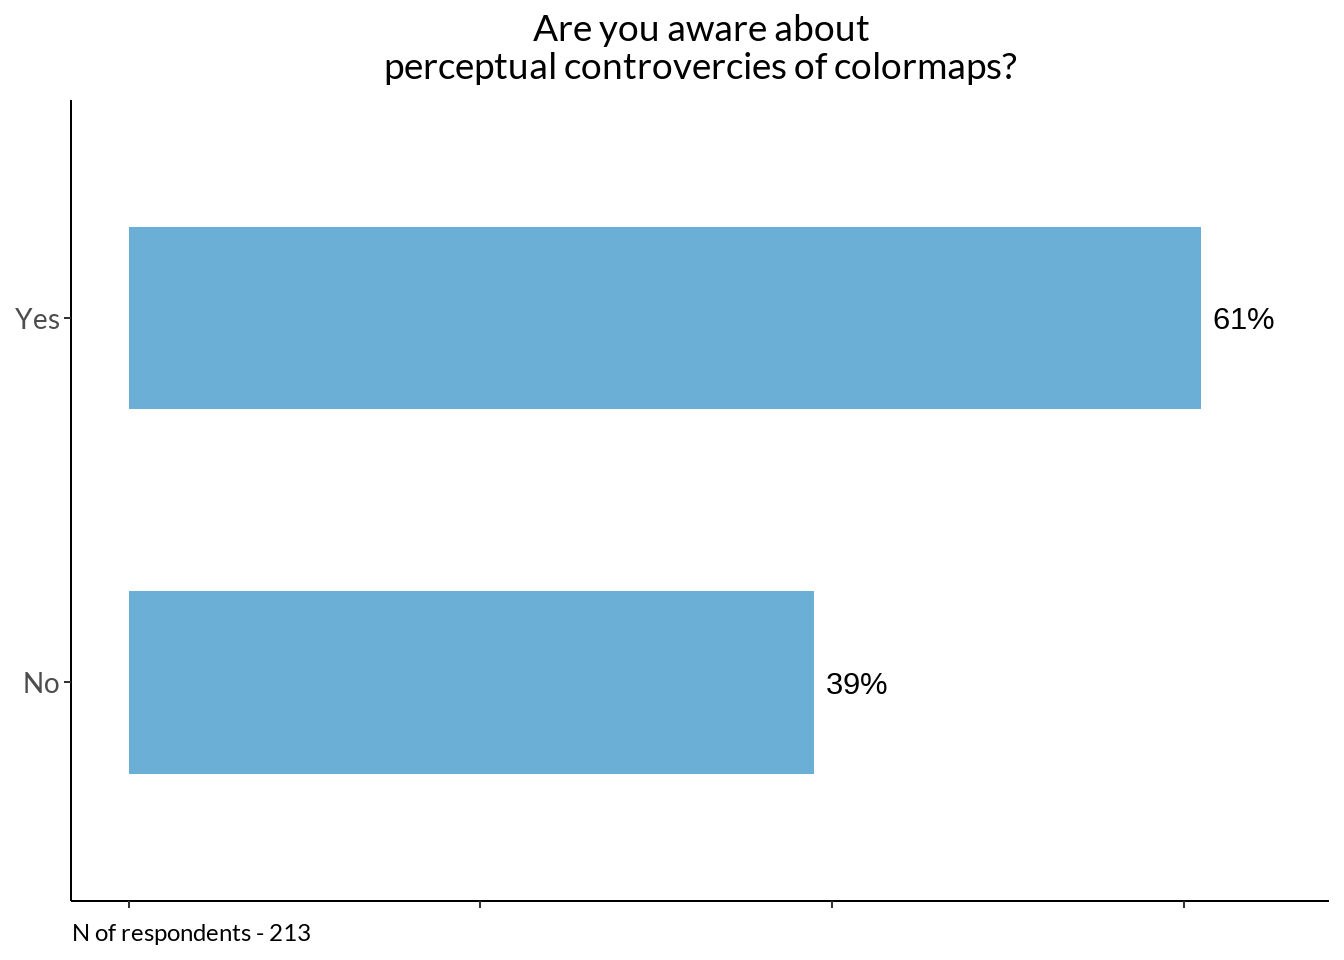 Are you aware about
perceptual controvercies of colormaps?
Yes
61%
No
39%
N of respondents - 213